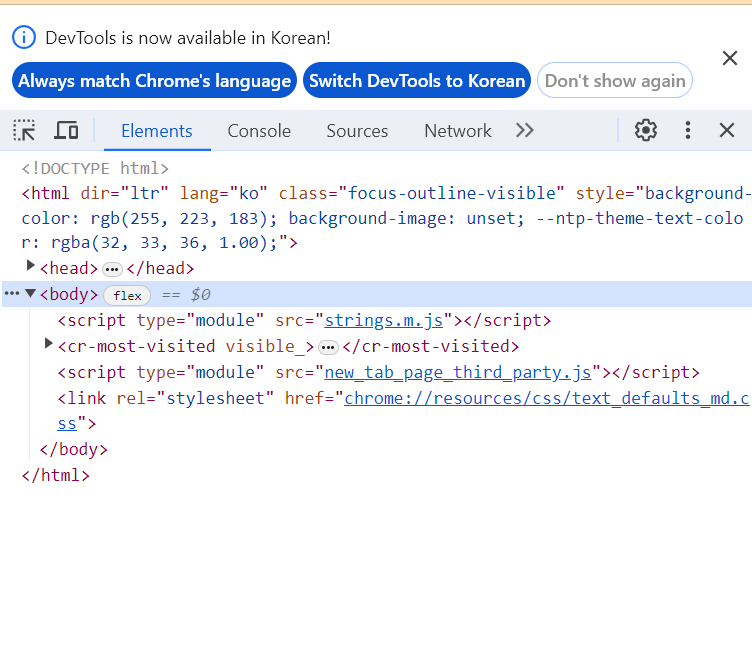 DevTools is now available in Korean!
Always match Chrome's language Switch DevTools to Korean Don't show again
Elements Console Sources Network
<!DOCTYPE html>
<html dir="ltr" lang="ko" class="focus-outline-visible" style="background-
color: rgb(255, 223, 183); background-image: unset; --ntp-theme-text-colo
r: rgba(32, 33, 36, 1.00);">
<head> ••• </head>
••• <body> flex == $0
<script type="module" src="strings.m.js"></script>
<cr-most-visited visible_> ••• </cr-most-visited>
<script type="module" src="new_tab_page_third_party.js"></script>
<link rel="stylesheet" href="chrome://resources/css/text_defaults_md.c
ss">
</body>
</html>